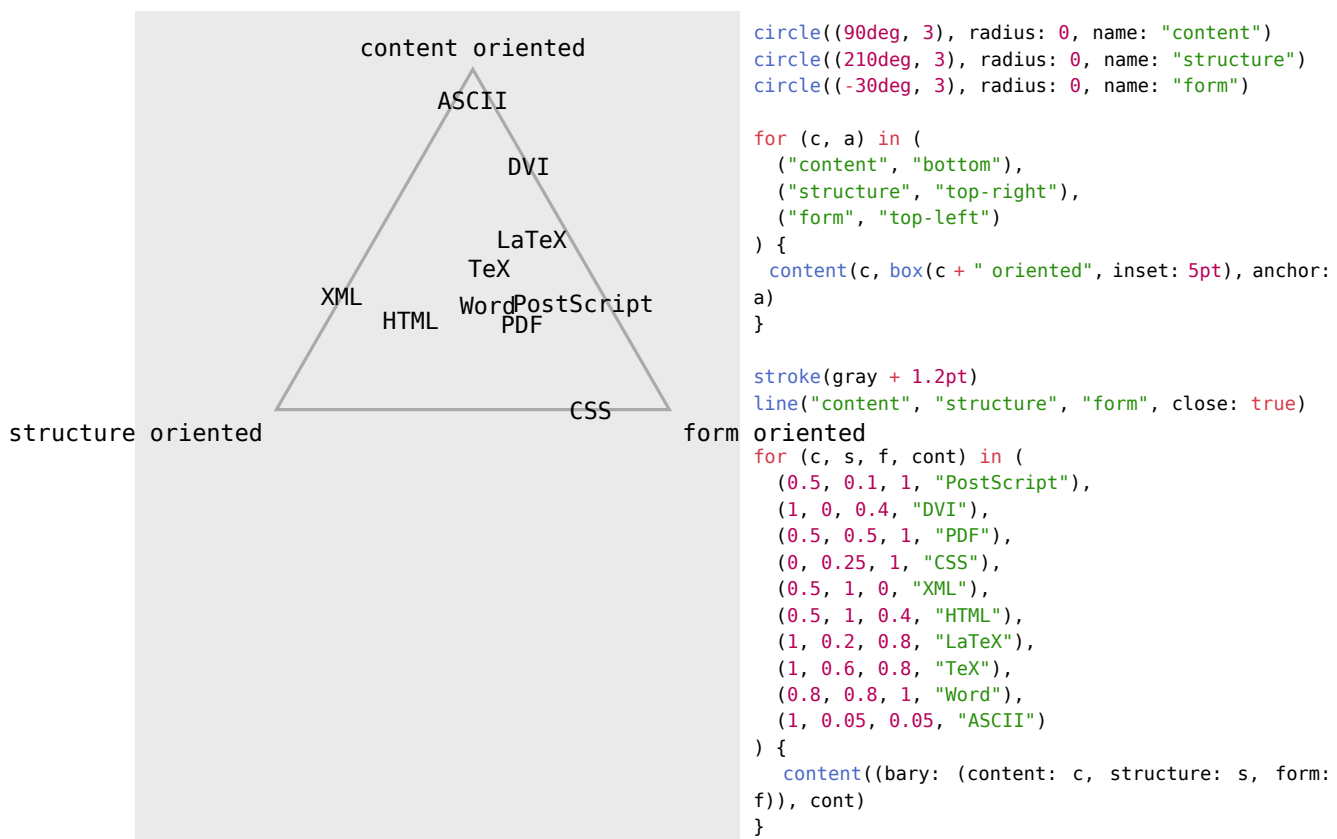 content oriented
ASCII
DVI
LaTeX
TeX
XML
WordPostScript
HTML
PDF
CSS
structure oriented
form oriented
circle((90deg, 3), radius: 0, name: "content")
circle((210deg, 3), radius: 0, name: "structure")
circle((-30deg, 3), radius: 0, name: "form")
for (c, a) in (
("content", "bottom"),
("structure", "top-right"),
("form", "top-left")
) {
content(c, box(c + " oriented", inset: 5pt), anchor:
a)
}
stroke(gray + 1.2pt)
line("content", "structure", "form", close: true)
for (c, s, f, cont) in (
(0.5, 0.1, 1, "PostScript"),
(1, 0, 0.4, "DVI"),
(0.5, 0.5, 1, "PDF"),
(0, 0.25, 1, "CSS"),
(0.5, 1, 0, "XML"),
(0.5, 1, 0.4, "HTML"),
(1, 0.2, 0.8, "LaTeX"),
(1, 0.6, 0.8, "TeX"),
(0.8, 0.8, 1, "Word"),
(1, 0.05, 0.05, "ASCII")
) {
content((bary: (content: c, structure: s, form:
f)), cont)
}